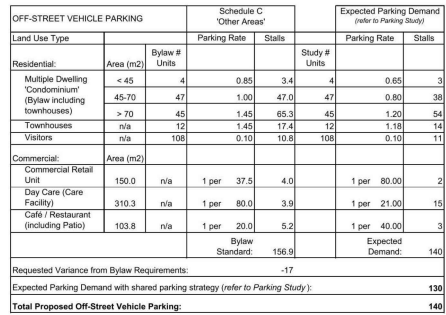 OFF-STREET VEHICLE PARKING Schedule C 'Other Areas' Expected Parking Demand (refer to Parking Study)
Land Use Type Parking Rate Stalls Parking Rate Stalls
Residential: Area (m2) Bylaw # Units Study # Units
Multiple Dwelling 'Condominium' (Bylaw including townhouses) < 45 4 0.85 3.4 4 0.65 3
45-70 47 1.00 47.0 47 0.80 38
> 70 45 1.45 65.3 45 1.20 54
Townhouses n/a 12 1.45 17.4 12 1.18 14
Visitors n/a 108 0.10 10.8 108 0.10 11
Commercial: Area (m2)
Commercial Retail Unit 150.0 n/a 1 per 37.5 4.0 1 per 80.00 2
Day Care (Care Facility) 310.3 n/a 1 per 80.0 3.9 1 per 21.00 15
Café / Restaurant (including Patio) 103.8 n/a 1 per 20.0 5.2 1 per 40.00 3
Bylaw Standard: 156.9 Expected Demand: 140
Requested Variance from Bylaw Requirements: -17
Expected Parking Demand with shared parking strategy (refer to Parking Study): 130
Total Proposed Off-Street Vehicle Parking: 140